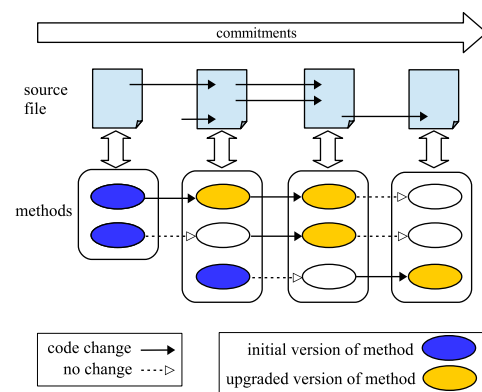 commitments
source
file
methods
code change
no change
initial version of method
upgraded version of method